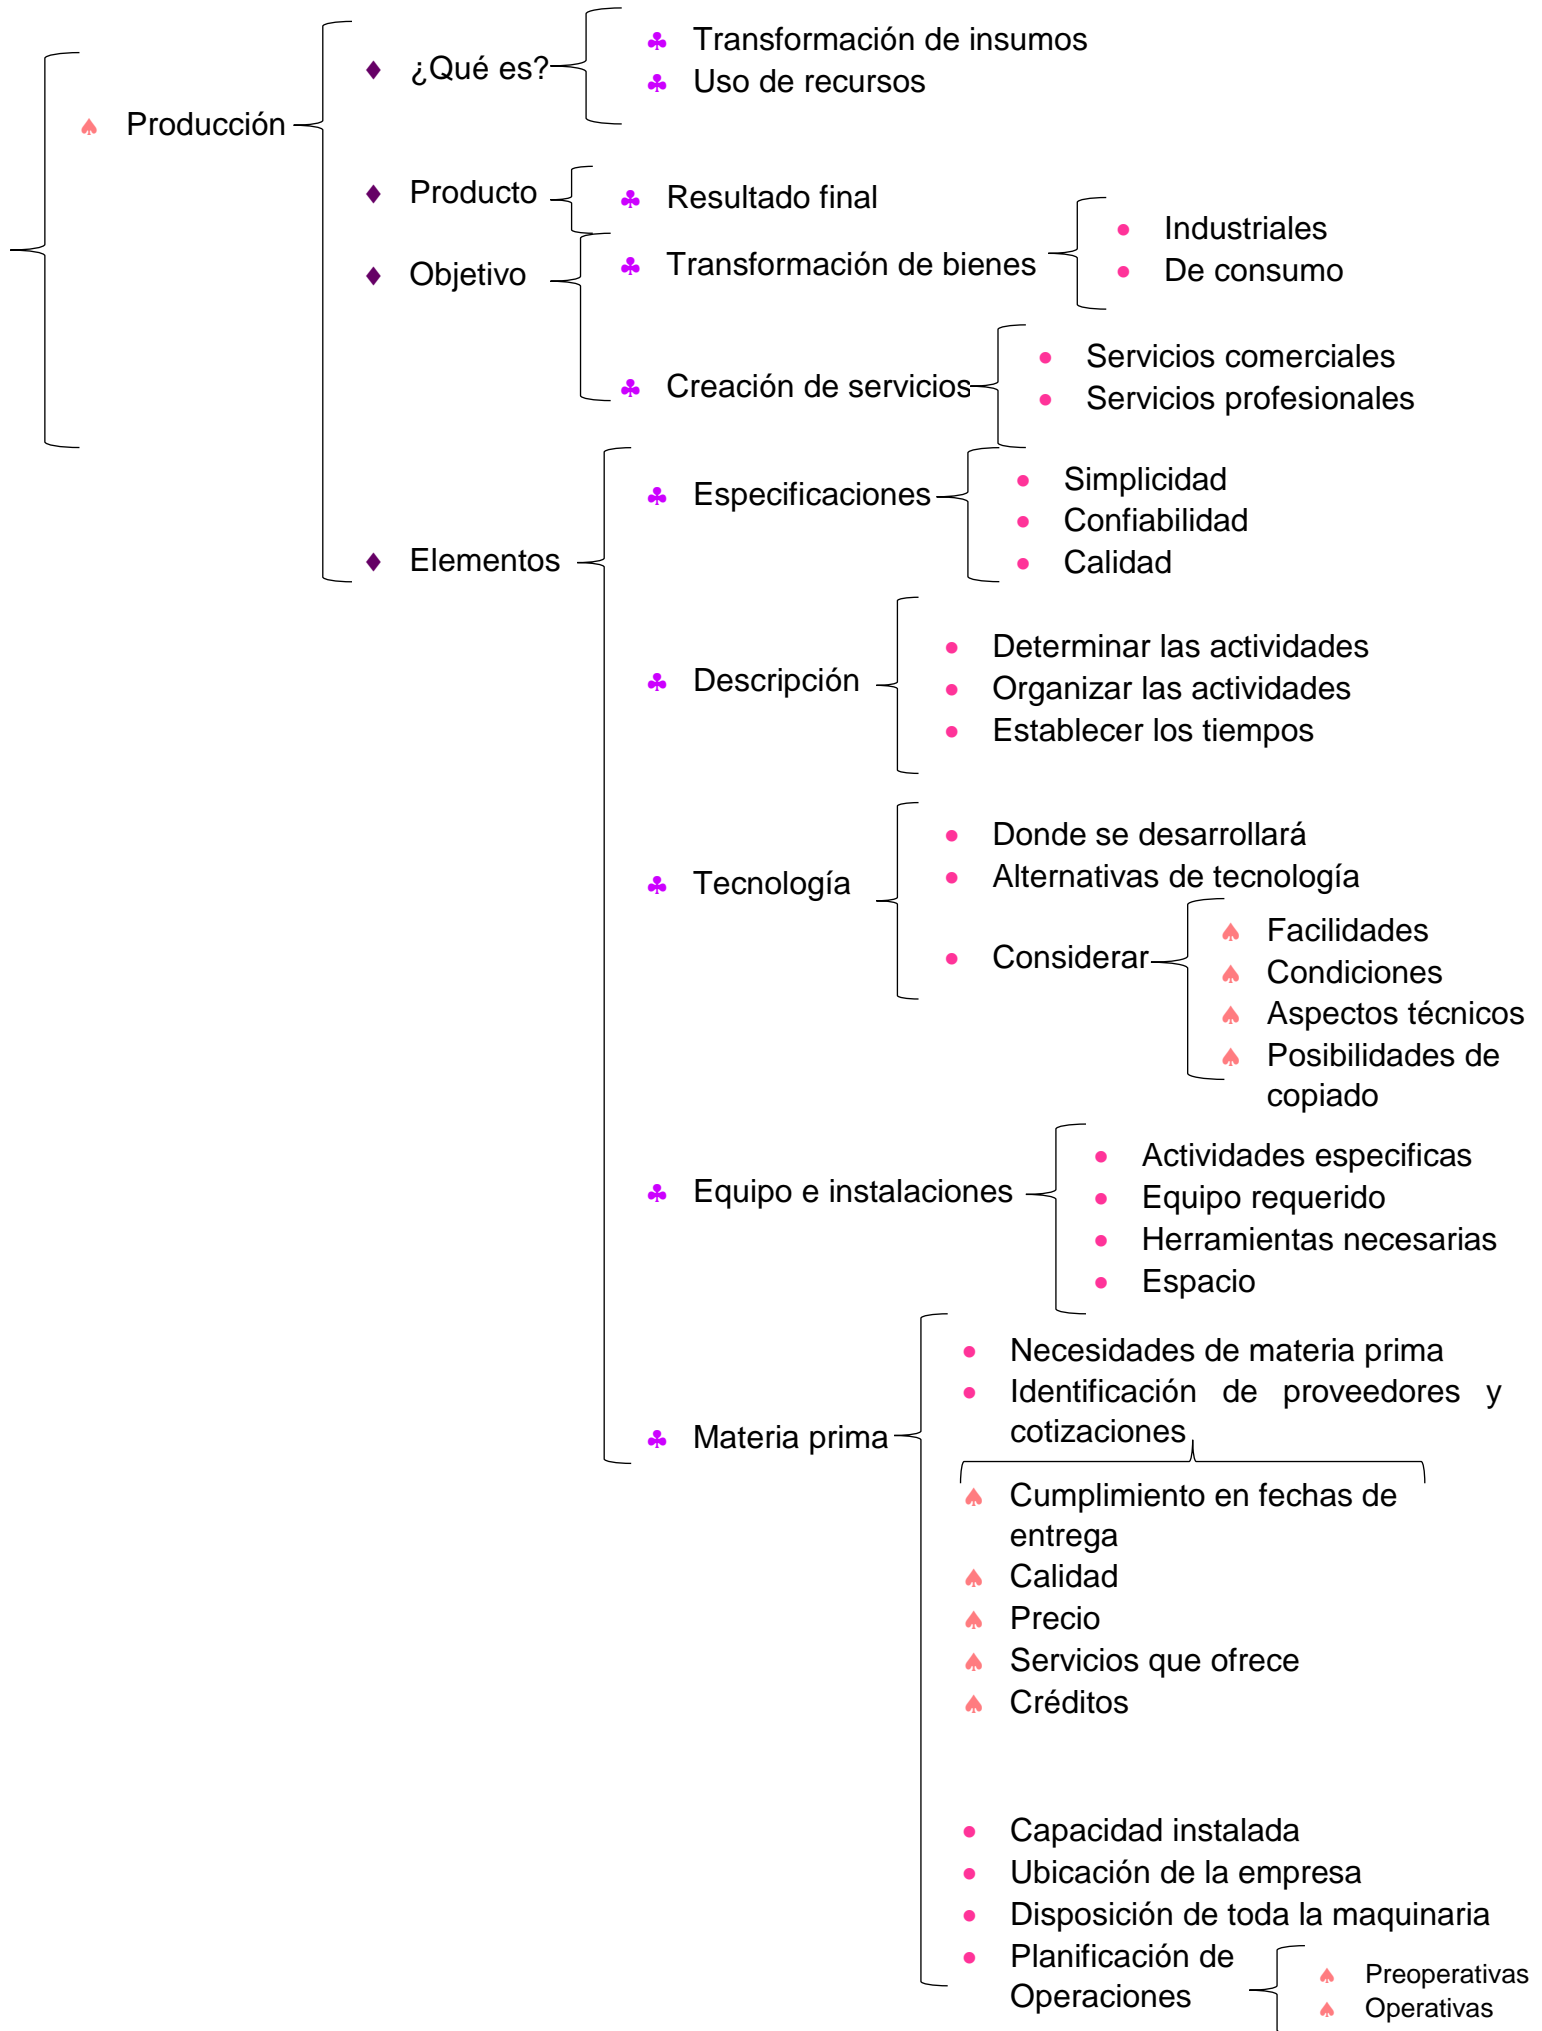 Producción
¿Qué es?
Transformación de insumos
Uso de recursos
Producto
Resultado final
Objetivo
Transformación de bienes
Industriales
De consumo
Creación de servicios
Servicios comerciales
Servicios profesionales
Elementos
Especificaciones
Simplicidad
Confiabilidad
Calidad
Descripción
Determinar las actividades
Organizar las actividades
Establecer los tiempos
Tecnología
Donde se desarrollará
Alternativas de tecnología
Considerar
Facilidades
Condiciones
Aspectos técnicos
Posibilidades de
copiado
Equipo e instalaciones
Actividades especificas
Equipo requerido
Herramientas necesarias
Espacio
Materia prima
Necesidades de materia prima
Identificación de proveedores y
cotizaciones
Cumplimiento en fechas de
entrega
Calidad
Precio
Servicios que ofrece
Créditos
Capacidad instalada
Ubicación de la empresa
Disposición de toda la maquinaria
Planificación de
Operaciones
Preoperativas
Operativas